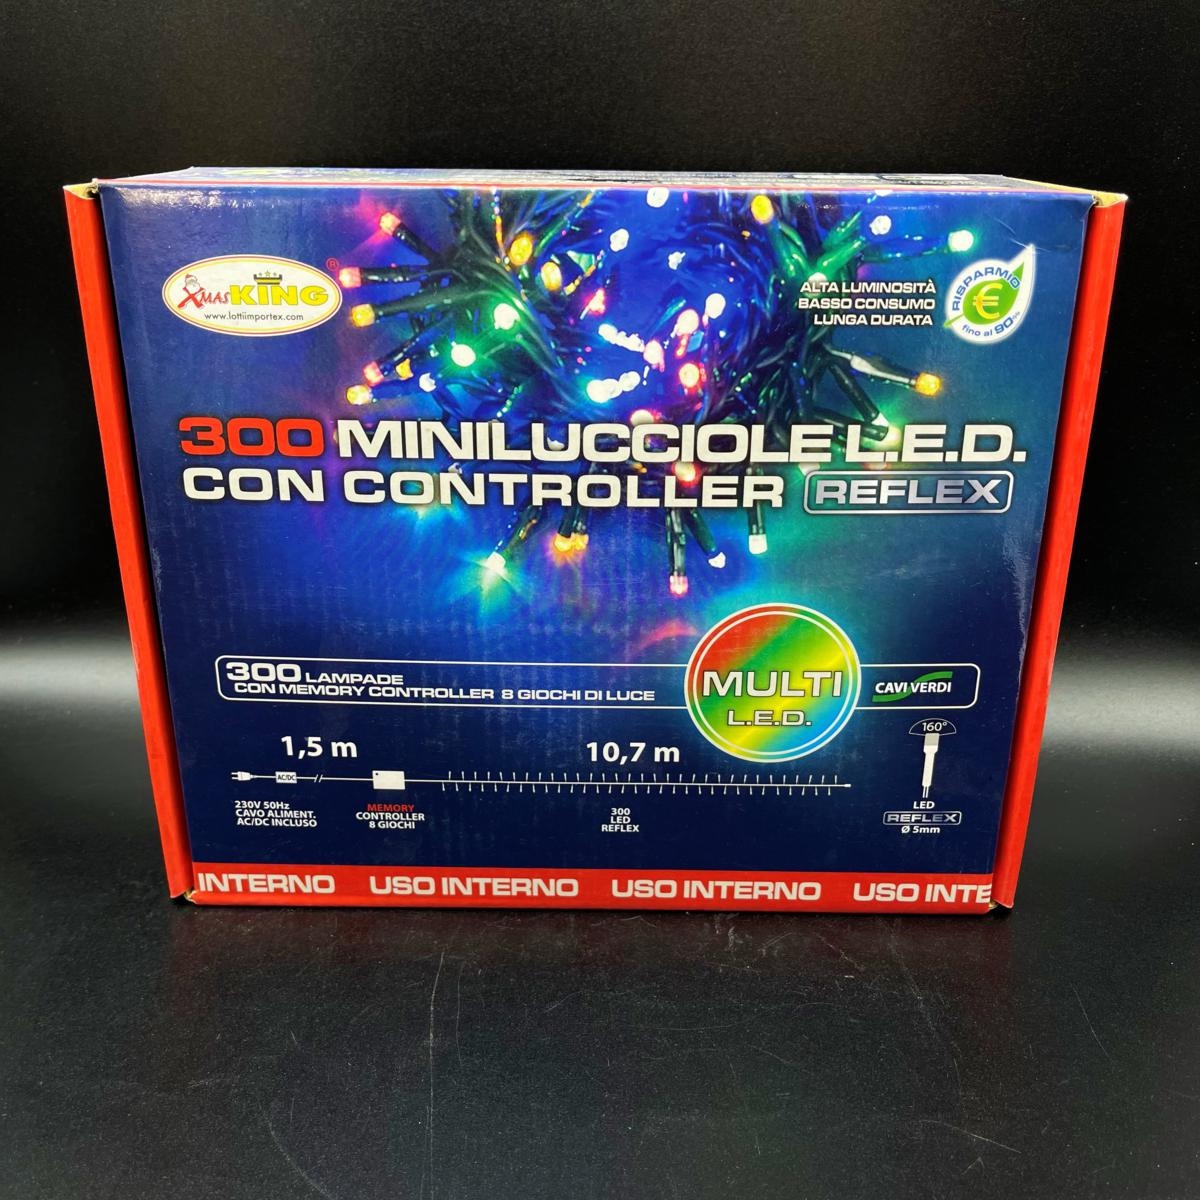 XMAS KING ®
www.lottiimportex.com
ALTA LUMINOSITÀ
BASSO CONSUMO
LUNGA DURATA
RISPARMIO
€
fino al 90%
300 MINILUCCIOLE L.E.D.
CON CONTROLLER REFLEX
300 LAMPADE
CON MEMORY CONTROLLER 8 GIOCHI DI LUCE
MULTI
L.E.D.
CAVI VERDI
1,5 m
10,7 m
160°
AC/DC
230V 50Hz
CAVO ALIMENT.
AC/DC INCLUSO
MEMORY
CONTROLLER
8 GIOCHI
300
LED
REFLEX
LED
REFLEX
Ø 5mm
INTERNO USO INTERNO USO INTERNO USO INTE